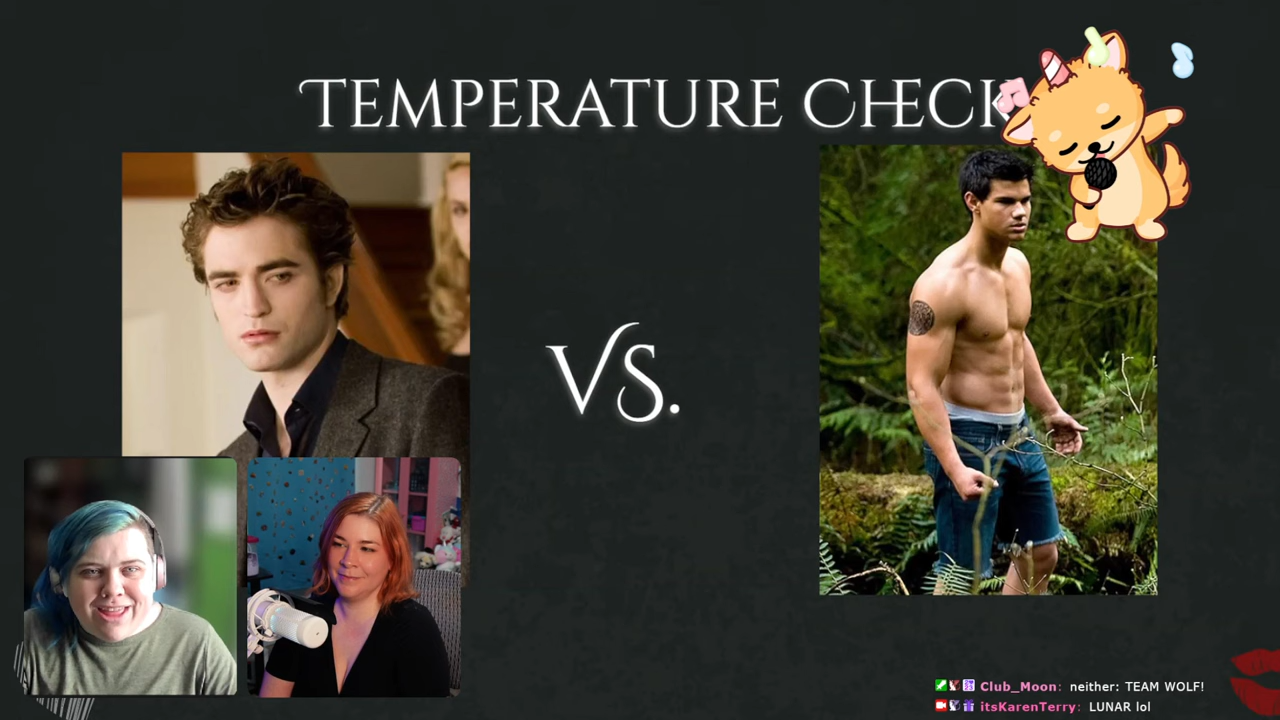 TEMPERATURE CHECK
VS.
Club_Moon: neither: TEAM WOLF!
itsKarenTerry: LUNAR lol